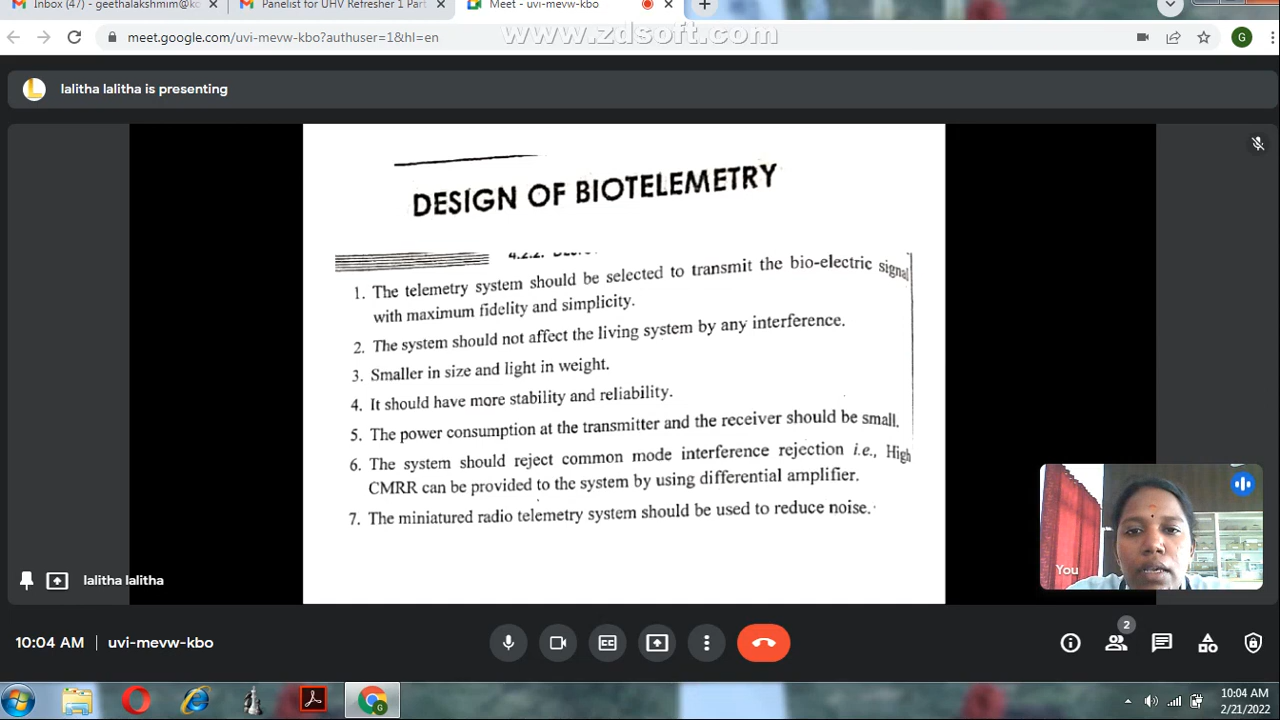 Inbox (47) - geethalakshmim@kc
Panelist for UHV Refresher 1 Part
Meet - uvi-mevw-kbo
meet.google.com/uvi-mevw-kbo?authuser=1&hl=en
www.zdsoft.com
G
L
lalitha lalitha is presenting
DESIGN OF BIOTELEMETRY
4.2.2.
1. The telemetry system should be selected to transmit the bio-electric signal
with maximum fidelity and simplicity.
2. The system should not affect the living system by any interference.
3. Smaller in size and light in weight.
4. It should have more stability and reliability.
5. The power consumption at the transmitter and the receiver should be small.
6. The system should reject common mode interference rejection i.e., High
CMRR can be provided to the system by using differential amplifier.
7. The miniatured radio telemetry system should be used to reduce noise.
You
lalitha lalitha
10:04 AM | uvi-mevw-kbo
2
10:04 AM
2/21/2022